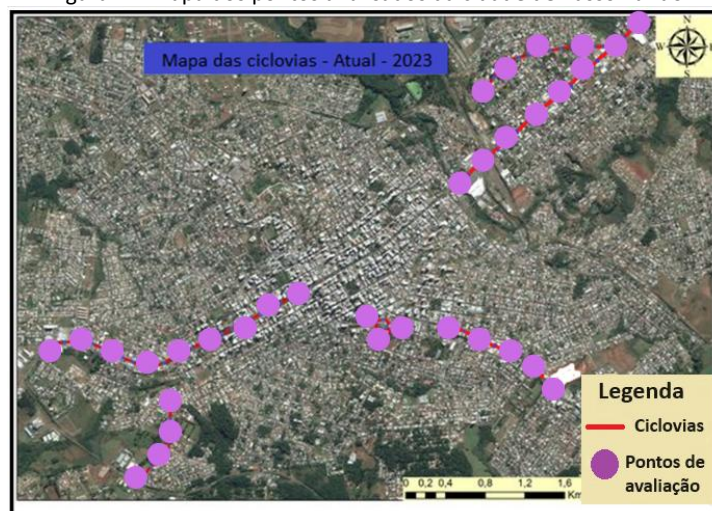 Mapa das ciclovias - Atual - 2023
N
W
S
Legenda
Ciclovias
Pontos de
avaliação
0 0,2 0,4 0,8 1,2 1,6
Km